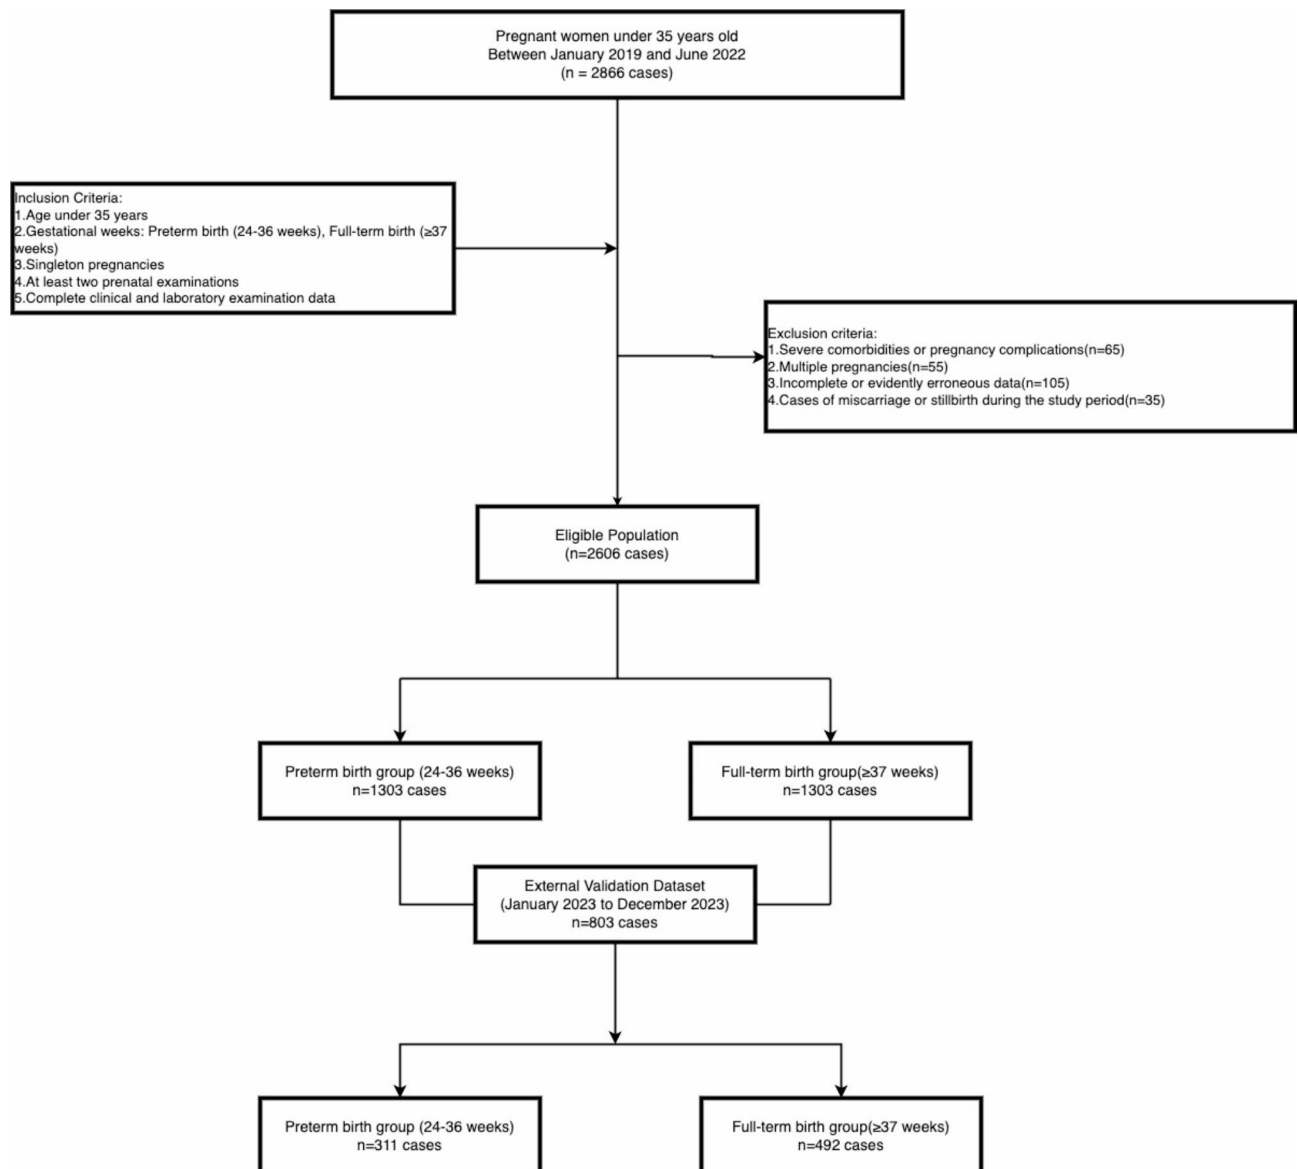 Pregnant women under 35 years old
Between January 2019 and June 2022
(n = 2866 cases)
Inclusion Criteria:
1.Age under 35 years
2.Gestational weeks: Preterm birth (24-36 weeks), Full-term birth (≥37
weeks)
3.Singleton pregnancies
4.At least two prenatal examinations
5.Complete clinical and laboratory examination data
Exclusion criteria:
1.Severe comorbidities or pregnancy complications(n=65)
2.Multiple pregnancies(n=55)
3.Incomplete or evidently erroneous data(n=105)
4.Cases of miscarriage or stillbirth during the study period(n=35)
Eligible Population
(n=2606 cases)
Preterm birth group (24-36 weeks)
n=1303 cases
Full-term birth group(≥37 weeks)
n=1303 cases
External Validation Dataset
(January 2023 to December 2023)
n=803 cases
Preterm birth group (24-36 weeks)
n=311 cases
Full-term birth group(≥37 weeks)
n=492 cases